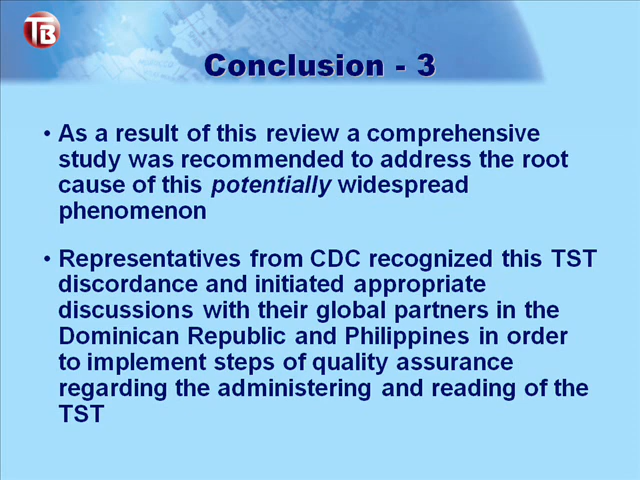 TB
Conclusion - 3
• As a result of this review a comprehensive
study was recommended to address the root
cause of this potentially widespread
phenomenon
• Representatives from CDC recognized this TST
discordance and initiated appropriate
discussions with their global partners in the
Dominican Republic and Philippines in order
to implement steps of quality assurance
regarding the administering and reading of the
TST